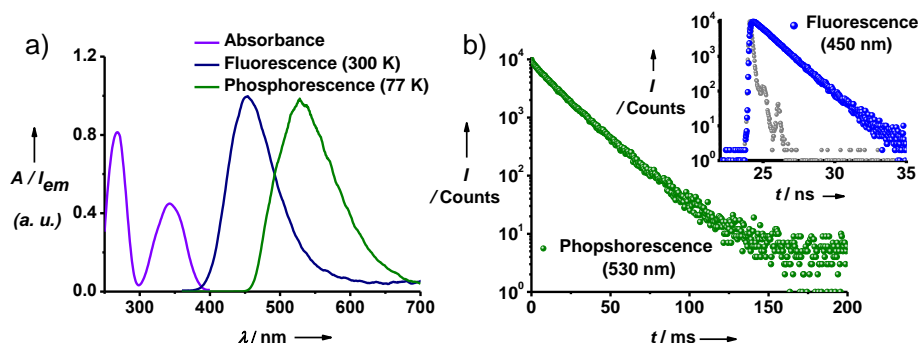 a)
Absorbance
Fluorescence (300 K)
Phosphorescence (77 K)
1.2
0.8
0.4
0.0
A / I_em
(a. u.)
300 400 500 600 700
λ / nm
b)
10^4
10^3
10^2
10^1
10^0
I
/ Counts
Phopshorescence
(530 nm)
0 50 100 150 200
t / ms
I
/ Counts
10^4
10^3
10^2
10^1
10^0
Fluorescence
(450 nm)
25 30 35
t / ns